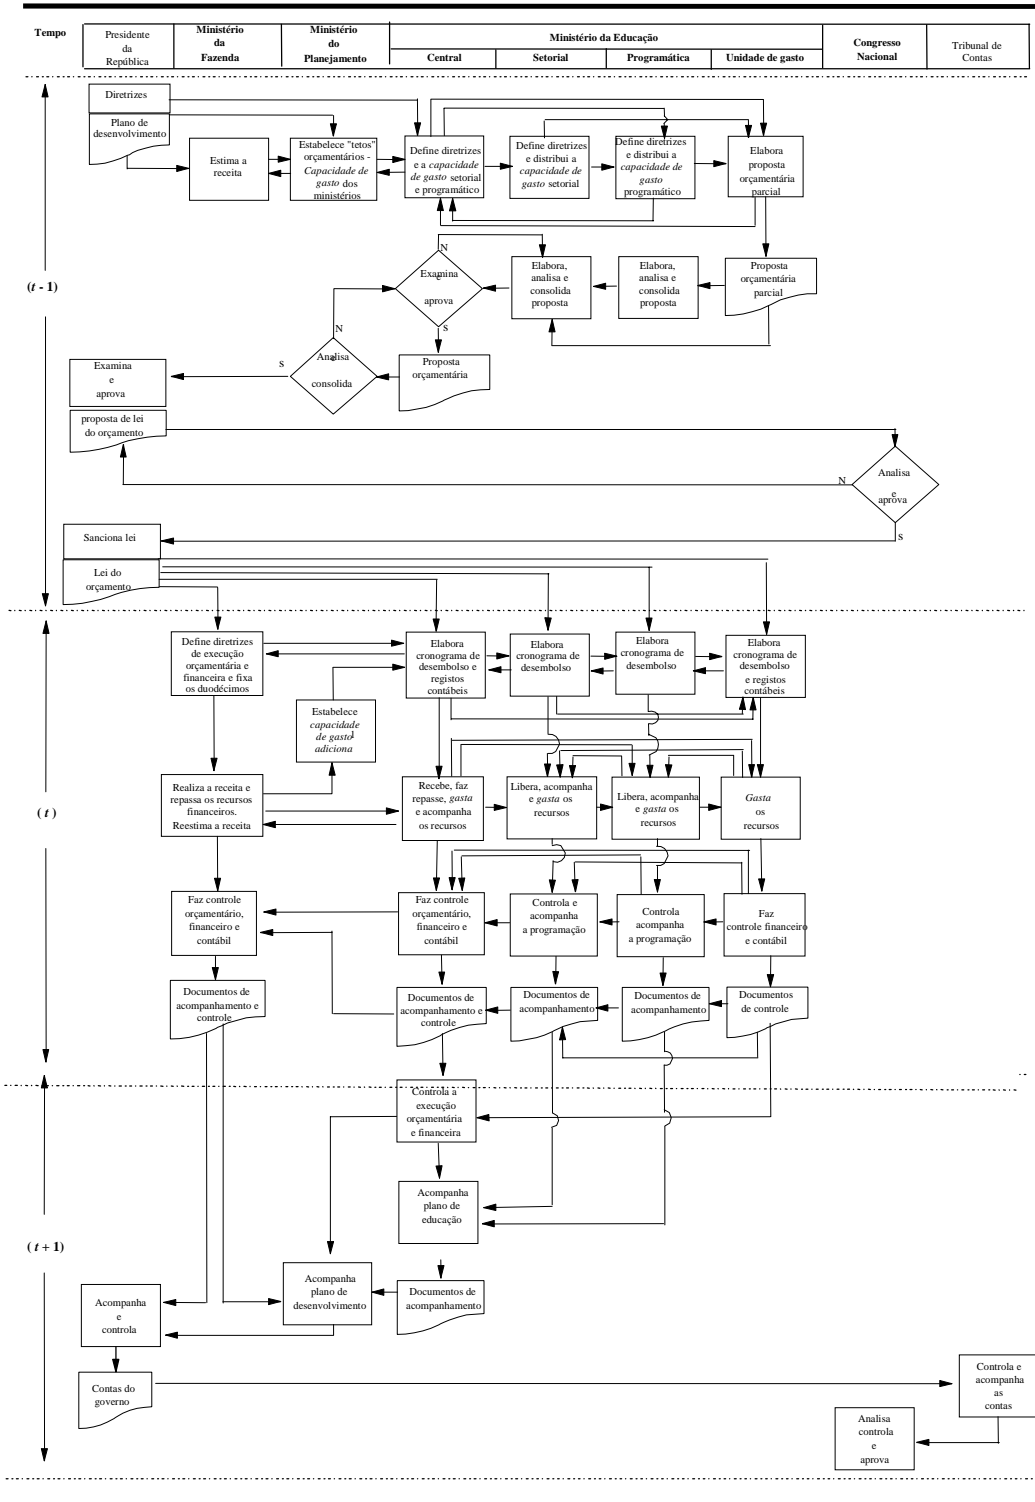 Tempo
Presidente
da
República
Ministério
da
Fazenda
Ministério
do
Planejamento
Ministério da Educação
Central
Setorial
Programática
Unidade de gasto
Congresso
Nacional
Tribunal de
Contas
(t - 1)
Diretrizes
Plano de
desenvolvimento
Estima a
receita
Estabelece "tetos"
orçamentários -
Capacidade de
gasto dos
ministérios
Define diretrizes
e a capacidade
de gasto setorial
e programático
Define diretrizes
e distribui a
capacidade de
gasto setorial
Define diretrizes
e distribui a
capacidade de
gasto
programático
Elabora
proposta
orçamentária
parcial
N
Examina
e
aprova
S
Elabora,
analisa e
consolida
proposta
Elabora,
analisa e
consolida
proposta
Proposta
orçamentária
parcial
N
Analisa
e
consolida
S
Proposta
orçamentária
Examina
e
aprova
proposta de lei
do orçamento
N
Analisa
e
aprova
S
Sanciona lei
Lei do
orçamento
( t )
Define diretrizes
de execução
orçamentária e
financeira e fixa
os duodécimos
Elabora
cronograma de
desembolso
e registos
contábeis
Elabora
cronograma de
desembolso
Elabora
cronograma de
desembolso
Elabora
cronograma de
desembolso
e registos
contábeis
Estabelece
capacidade
de gasto
adicional
Realiza a receita e
repassa os recursos
financeiros.
Reestima a receita
Recebe, faz
repasse, gasta
e acompanha
os recursos
Libera, acompanha
e gasta os
recursos
Libera, acompanha
e gasta os
recursos
Gasta
os
recursos
Faz controle
orçamentário,
financeiro e
contábil
Faz controle
orçamentário,
financeiro e
contábil
Controla e
acompanha
a programação
Controla
acompanha
a programação
Faz
controle financeiro
e contábil
Documentos de
acompanhamento e
controle
Documentos de
acompanhamento e
controle
Documentos de
acompanhamento
Documentos de
acompanhamento
Documentos
de controle
( t + 1)
Controla a
execução
orçamentária
e financeira
Acompanha
plano de
educação
Acompanha
plano de
desenvolvimento
Documentos de
acompanhamento
Acompanha
e
controla
Contas do
governo
Controla e
acompanha
as
contas
Analisa
controla
e
aprova